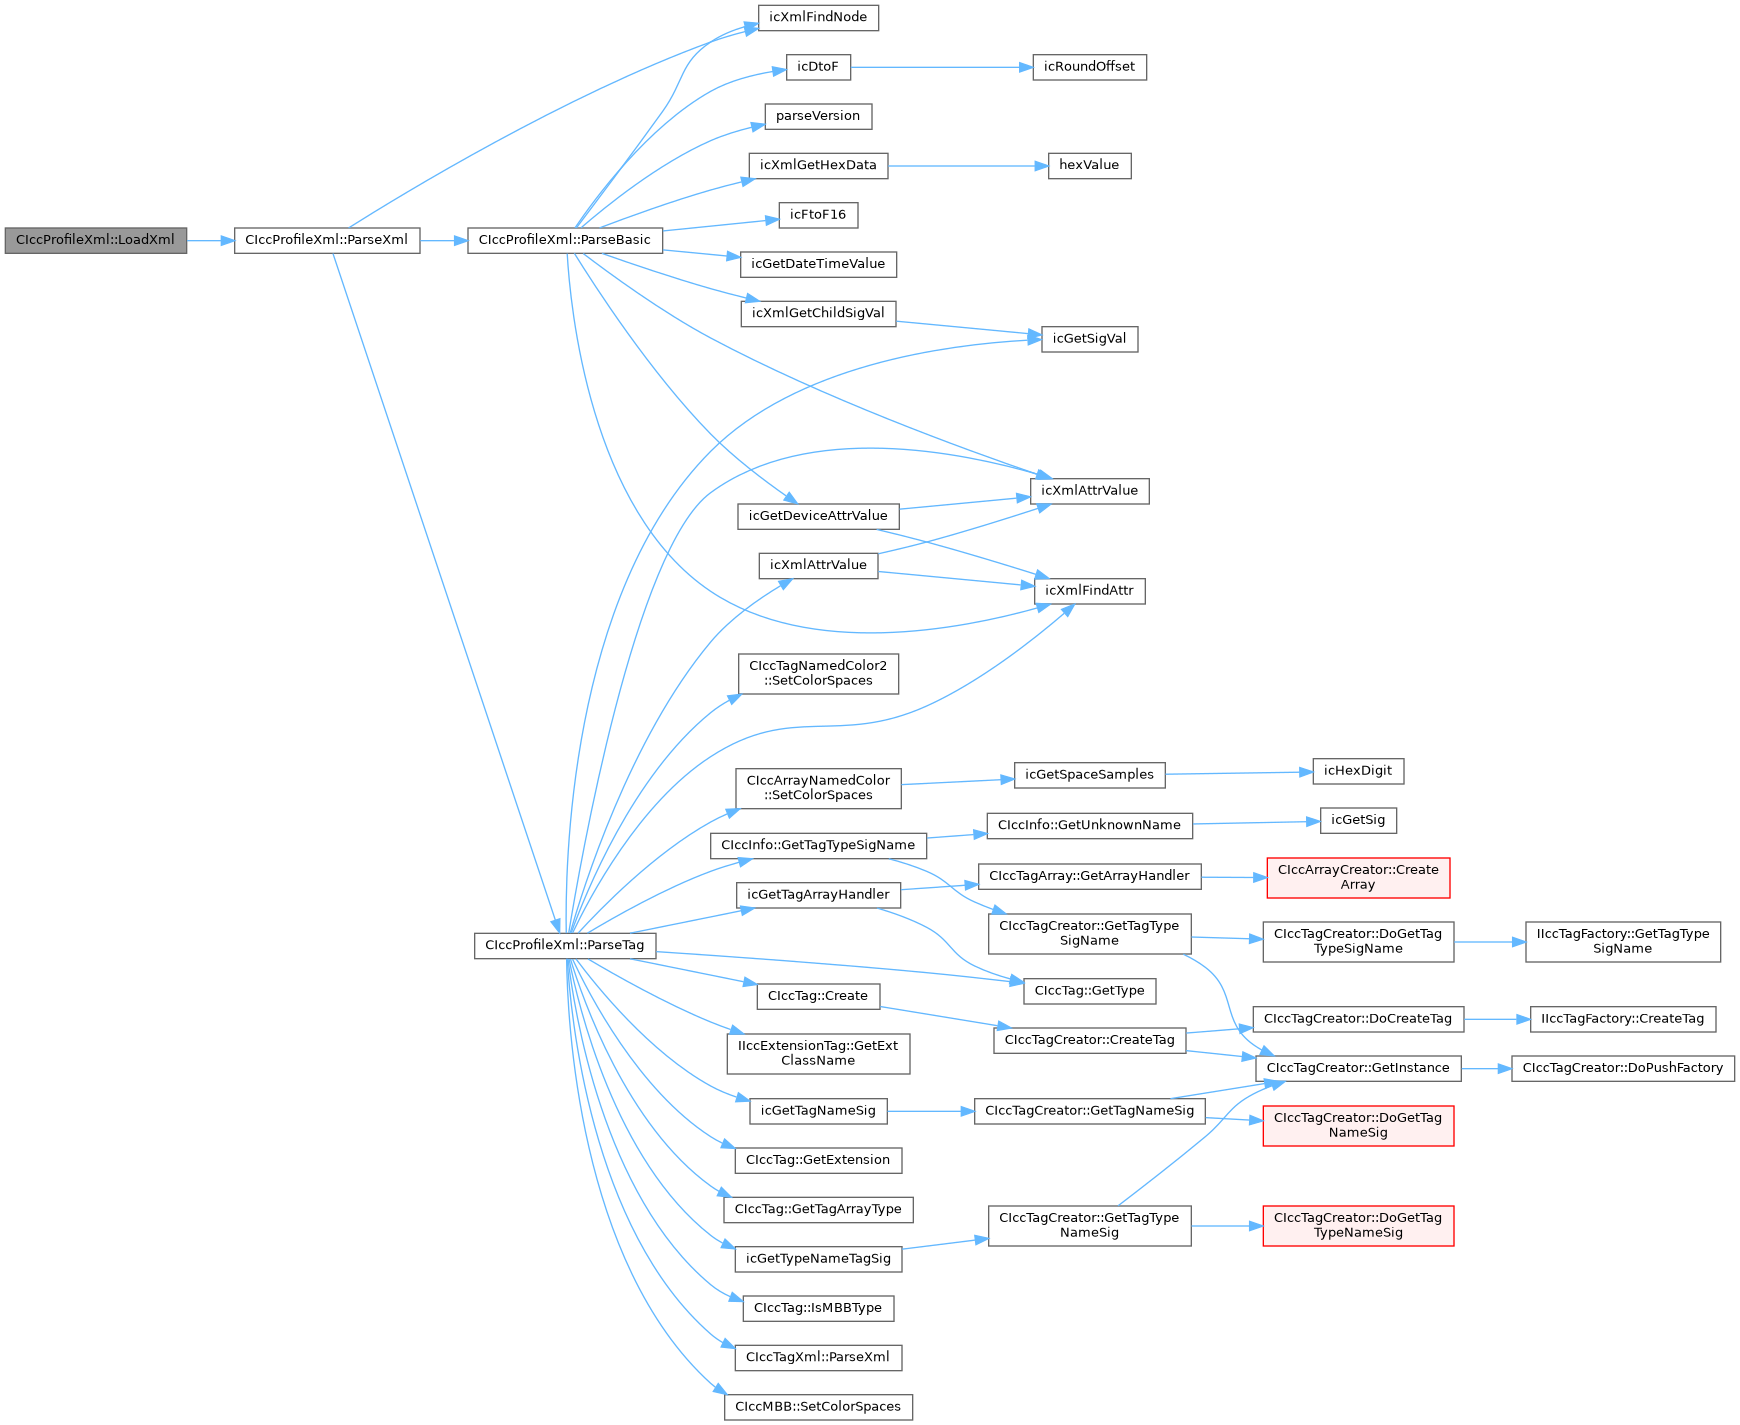 icXmlFindNode
icDtoF
icRoundOffset
parseVersion
icXmlGetHexData
hexValue
icFtoF16
CIccProfileXml::LoadXml
CIccProfileXml::ParseXml
CIccProfileXml::ParseBasic
icGetDateTimeValue
icXmlGetChildSigVal
icGetSigVal
icXmlAttrValue
icGetDeviceAttrValue
icXmlAttrValue
icXmlFindAttr
CIccTagNamedColor2
::SetColorSpaces
CIccArrayNamedColor
::SetColorSpaces
icGetSpaceSamples
icHexDigit
CIccInfo::GetTagTypeSigName
CIccInfo::GetUnknownName
icGetSig
icGetTagArrayHandler
CIccTagArray::GetArrayHandler
CIccArrayCreator::Create
Array
CIccProfileXml::ParseTag
CIccTagCreator::GetTagType
SigName
CIccTagCreator::DoGetTag
TypeSigName
IIccTagFactory::GetTagType
SigName
CIccTag::GetType
CIccTag::Create
CIccTagCreator::CreateTag
CIccTagCreator::DoCreateTag
IIccTagFactory::CreateTag
IIccExtensionTag::GetExt
ClassName
CIccTagCreator::GetInstance
CIccTagCreator::DoPushFactory
icGetTagNameSig
CIccTagCreator::GetTagNameSig
CIccTagCreator::DoGetTag
NameSig
CIccTag::GetExtension
CIccTag::GetTagArrayType
icGetTypeNameTagSig
CIccTagCreator::GetTagType
NameSig
CIccTagCreator::DoGetTag
TypeNameSig
CIccTag::IsMBBType
CIccTagXml::ParseXml
CIccMBB::SetColorSpaces